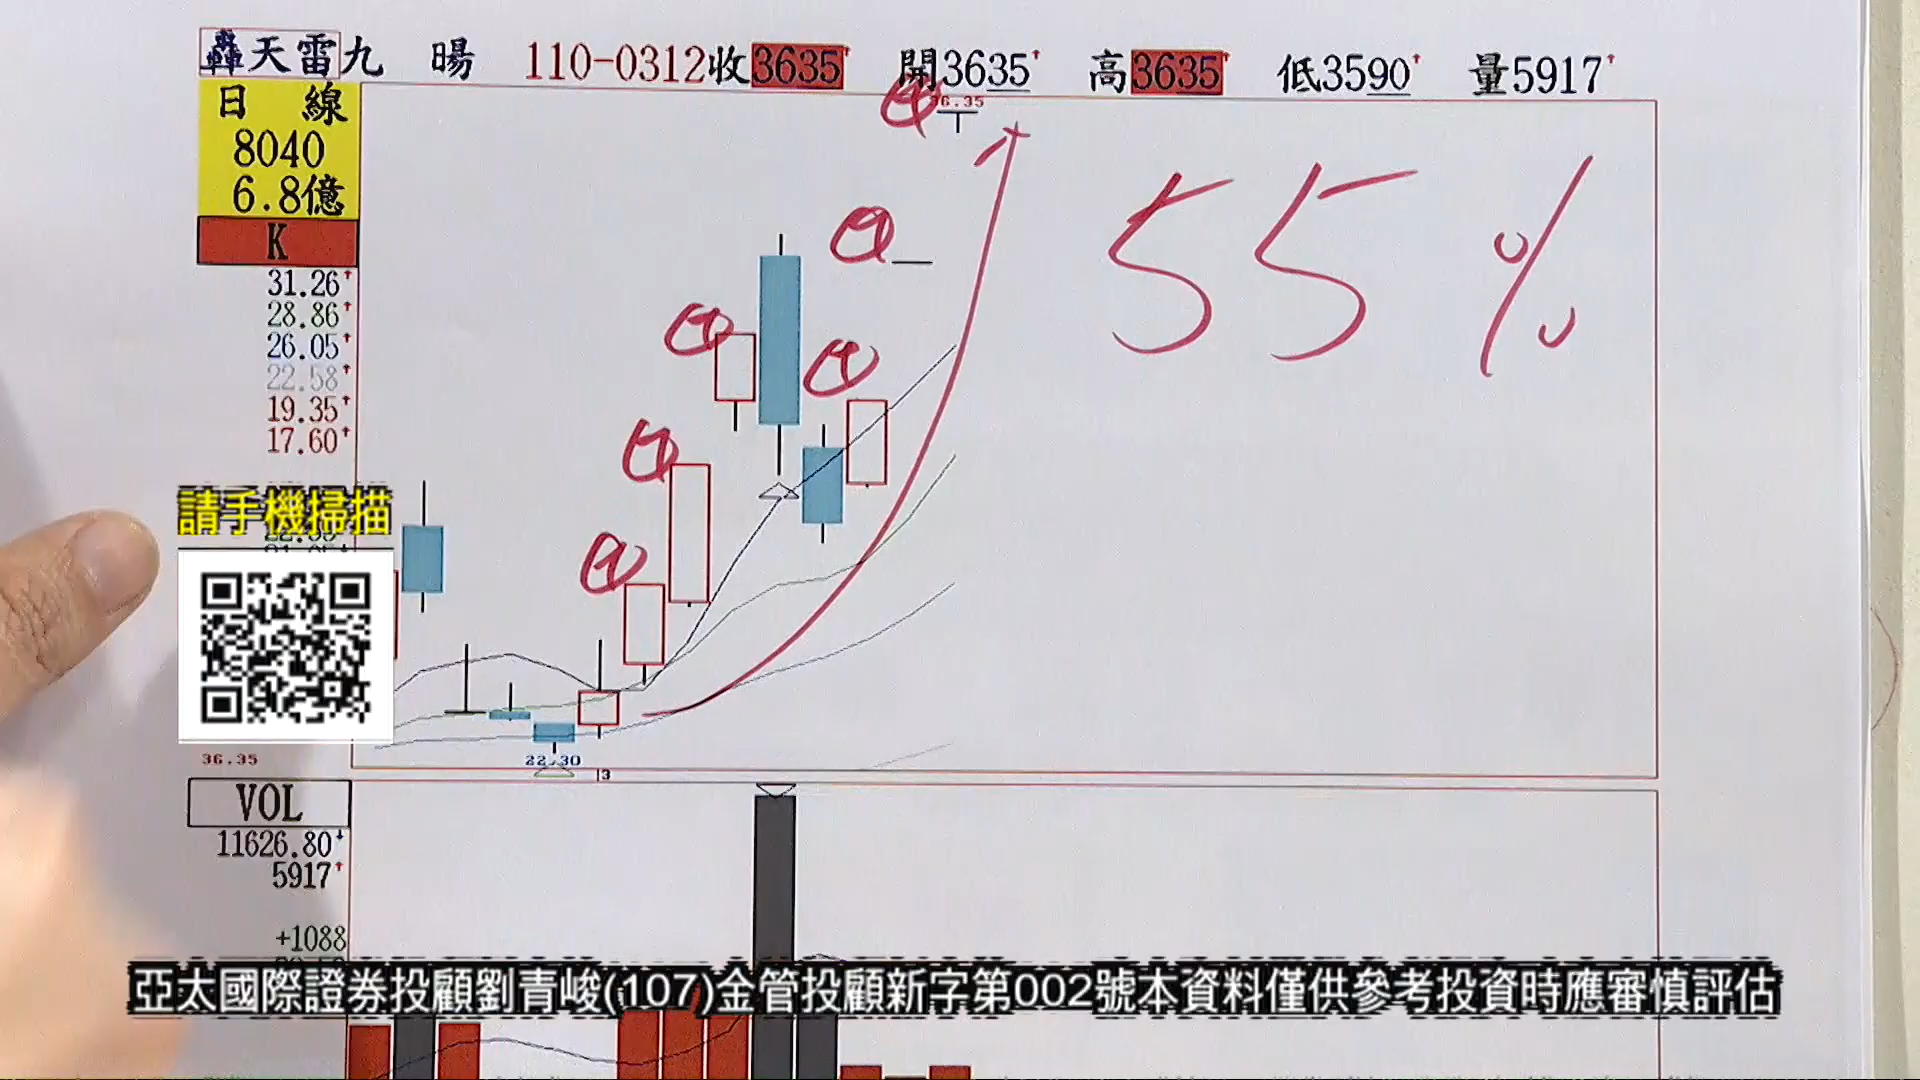 轟天雷九 暘 110-0312收3635↑ 開3635↑ 高3635↑ 低3590↑ 量5917↑
日 線
8040
6.8億
K
31.26↑
28.86↑
26.05↑
22.58↑
19.35↑
17.60↑
36.35
55%
請手機掃描
36.35
22.30
3
VOL
11626.80↓
5917↑
+1088
亞太國際證券投顧劉青峻(107)金管投顧新字第002號本資料僅供參考投資時應審慎評估